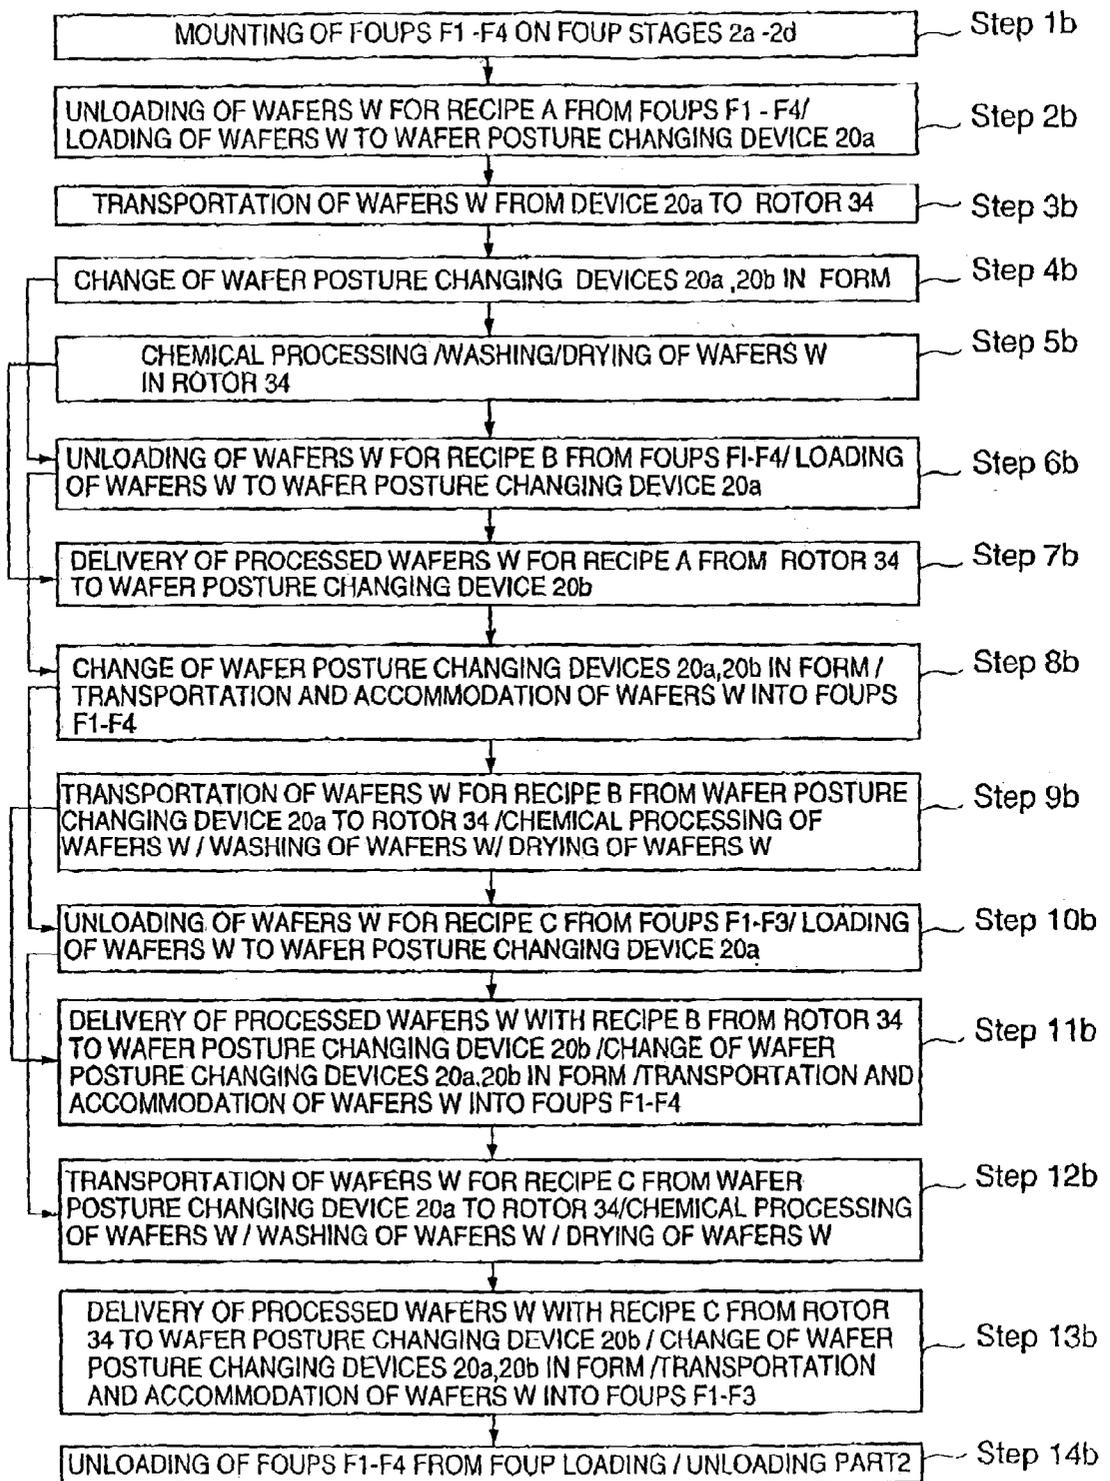 MOUNTING OF FOUPS F1 -F4 ON FOUP STAGES 2a -2d
Step 1b
UNLOADING OF WAFERS W FOR RECIPE A FROM FOUPS F1 - F4/
LOADING OF WAFERS W TO WAFER POSTURE CHANGING DEVICE 20a
Step 2b
TRANSPORTATION OF WAFERS W FROM DEVICE 20a TO ROTOR 34
Step 3b
CHANGE OF WAFER POSTURE CHANGING DEVICES 20a ,20b IN FORM
Step 4b
CHEMICAL PROCESSING /WASHING/DRYING OF WAFERS W
IN ROTOR 34
Step 5b
UNLOADING OF WAFERS W FOR RECIPE B FROM FOUPS FI-F4/ LOADING
OF WAFERS W TO WAFER POSTURE CHANGING DEVICE 20a
Step 6b
DELIVERY OF PROCESSED WAFERS W FOR RECIPE A FROM ROTOR 34
TO WAFER POSTURE CHANGING DEVICE 20b
Step 7b
CHANGE OF WAFER POSTURE CHANGING DEVICES 20a,20b IN FORM /
TRANSPORTATION AND ACCOMMODATION OF WAFERS W INTO FOUPS
F1-F4
Step 8b
TRANSPORTATION OF WAFERS W FOR RECIPE B FROM WAFER POSTURE
CHANGING DEVICE 20a TO ROTOR 34 /CHEMICAL PROCESSING OF
WAFERS W / WASHING OF WAFERS W/ DRYING OF WAFERS W
Step 9b
UNLOADING OF WAFERS W FOR RECIPE C FROM FOUPS F1-F3/ LOADING
OF WAFERS W TO WAFER POSTURE CHANGING DEVICE 20a
Step 10b
DELIVERY OF PROCESSED WAFERS W WITH RECIPE B FROM ROTOR 34
TO WAFER POSTURE CHANGING DEVICE 20b /CHANGE OF WAFER
POSTURE CHANGING DEVICES 20a,20b IN FORM /TRANSPORTATION AND
ACCOMMODATION OF WAFERS W INTO FOUPS F1-F4
Step 11b
TRANSPORTATION OF WAFERS W FOR RECIPE C FROM WAFER
POSTURE CHANGING DEVICE 20a TO ROTOR 34/CHEMICAL PROCESSING
OF WAFERS W / WASHING OF WAFERS W / DRYING OF WAFERS W
Step 12b
DELIVERY OF PROCESSED WAFERS W WITH RECIPE C FROM ROTOR
34 TO WAFER POSTURE CHANGING DEVICE 20b / CHANGE OF WAFER
POSTURE CHANGING DEVICES 20a,20b IN FORM /TRANSPORTATION
AND ACCOMMODATION OF WAFERS W INTO FOUPS F1-F3
Step 13b
UNLOADING OF FOUPS F1-F4 FROM FOUP LOADING / UNLOADING PART2
Step 14b